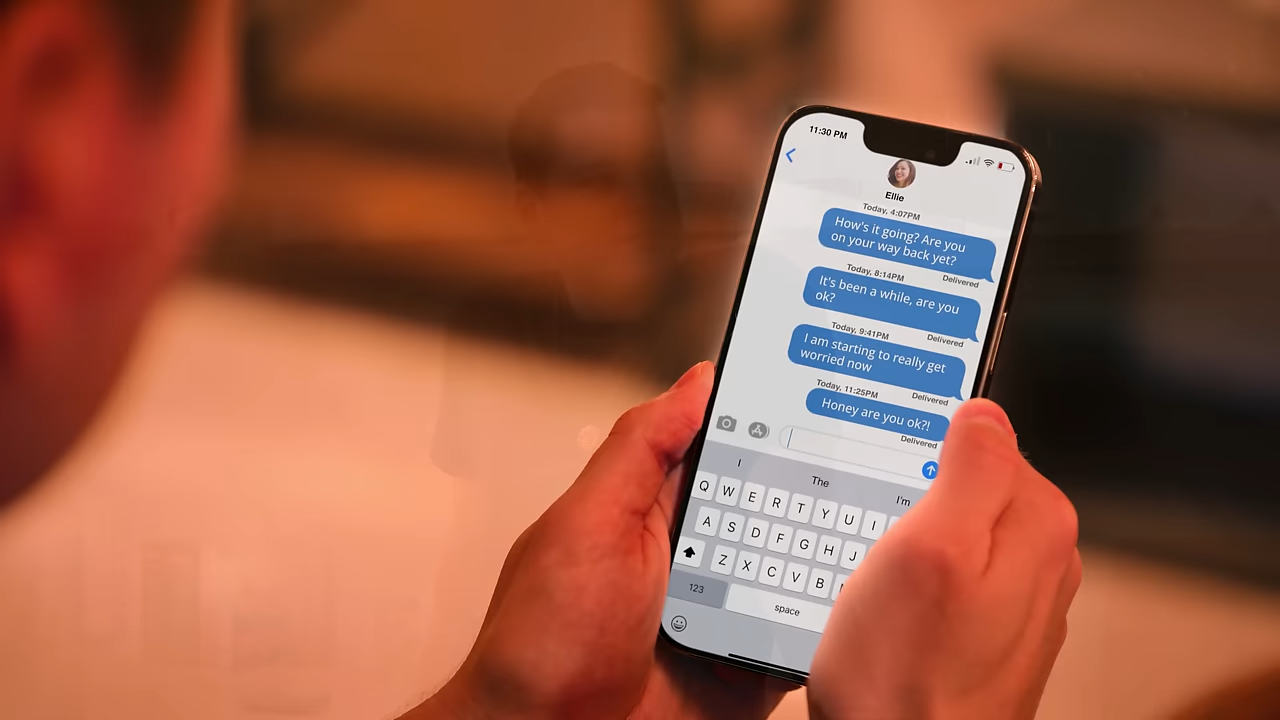 11:30 PM
Ellie
Today, 4:07PM
How's it going? Are you
on your way back yet?
Delivered
Today, 8:14PM
It's been a while, are you
ok?
Delivered
Today, 9:41PM
I am starting to really get
worried now
Delivered
Today, 11:25PM
Honey are you ok?!
Delivered
I The I'm
Q W E R T Y U I
A S D F G H J
Z X C V B
123 space